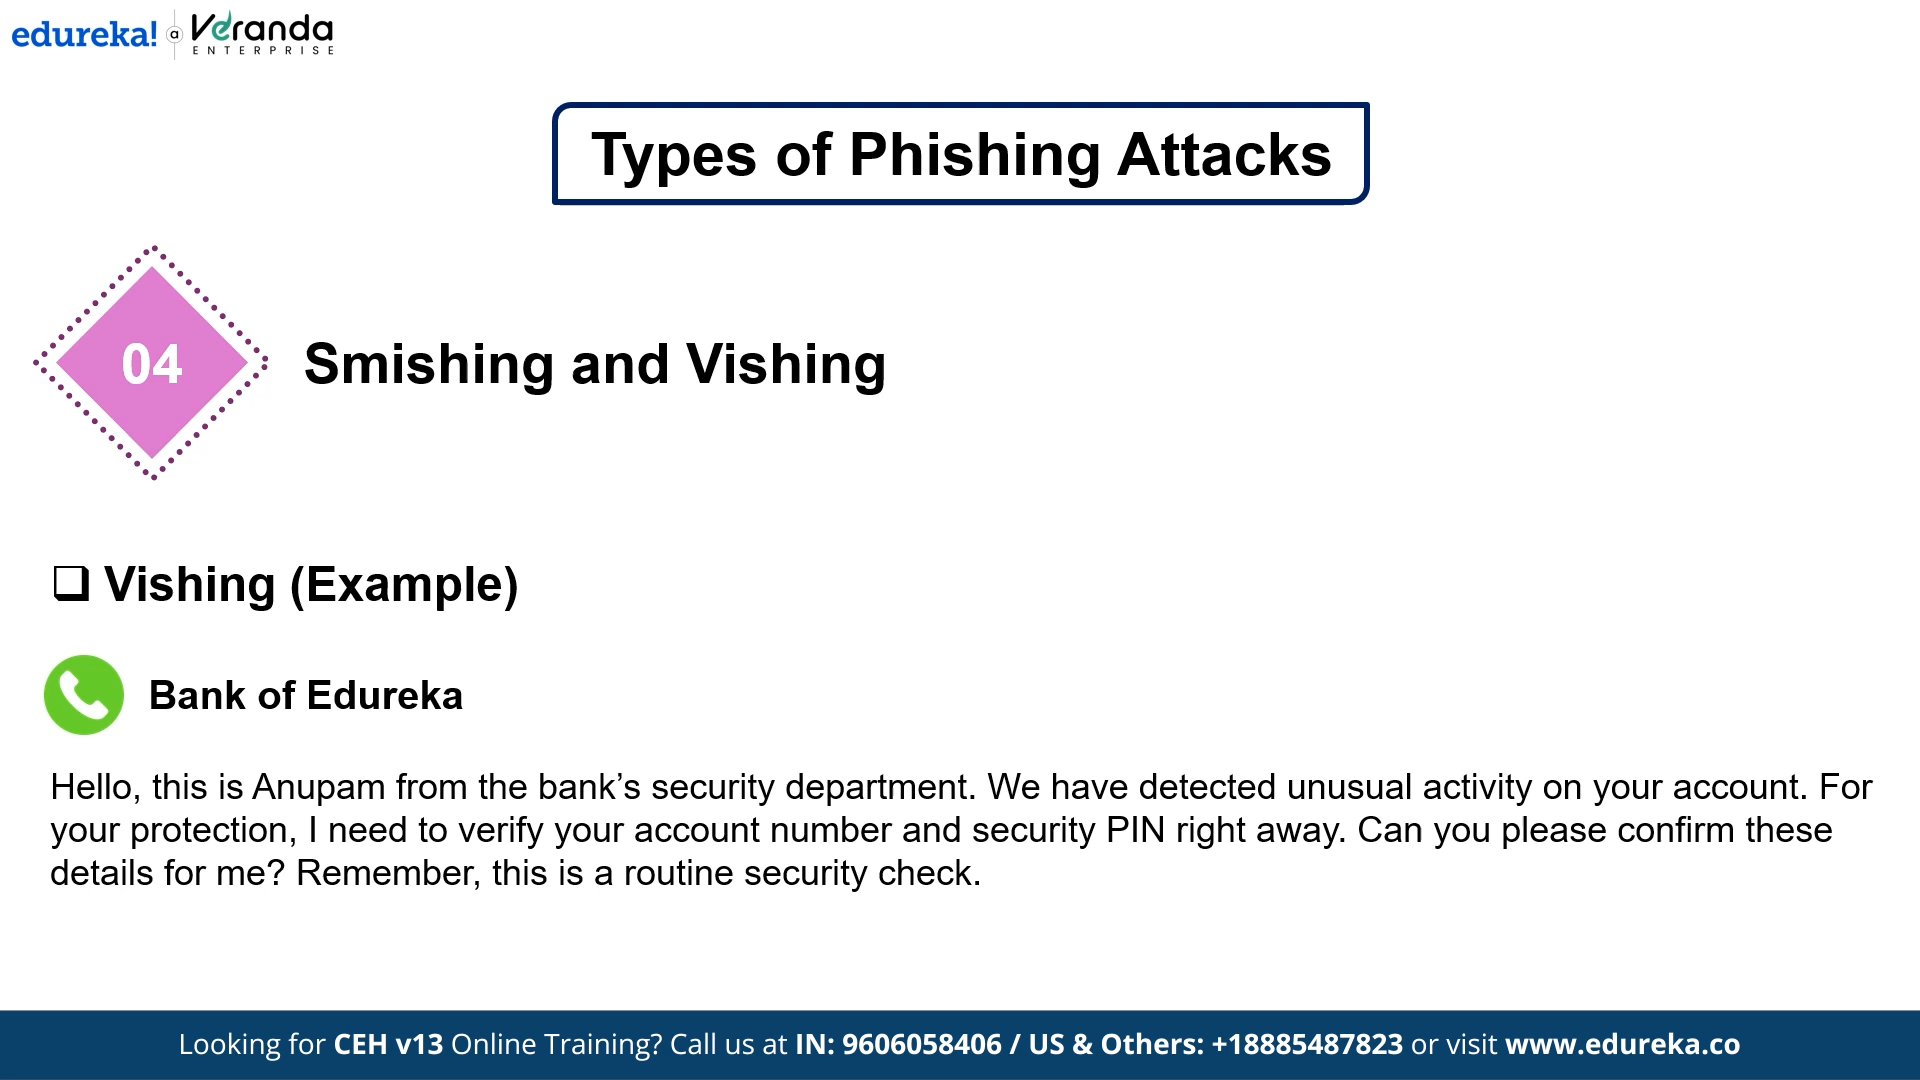 edureka! a Veranda
ENTERPRISE
Types of Phishing Attacks
04
Smishing and Vishing
Vishing (Example)
Bank of Edureka
Hello, this is Anupam from the bank’s security department. We have detected unusual activity on your account. For
your protection, I need to verify your account number and security PIN right away. Can you please confirm these
details for me? Remember, this is a routine security check.
Looking for CEH v13 Online Training? Call us at IN: 9606058406 / US & Others: +18885487823 or visit www.edureka.co